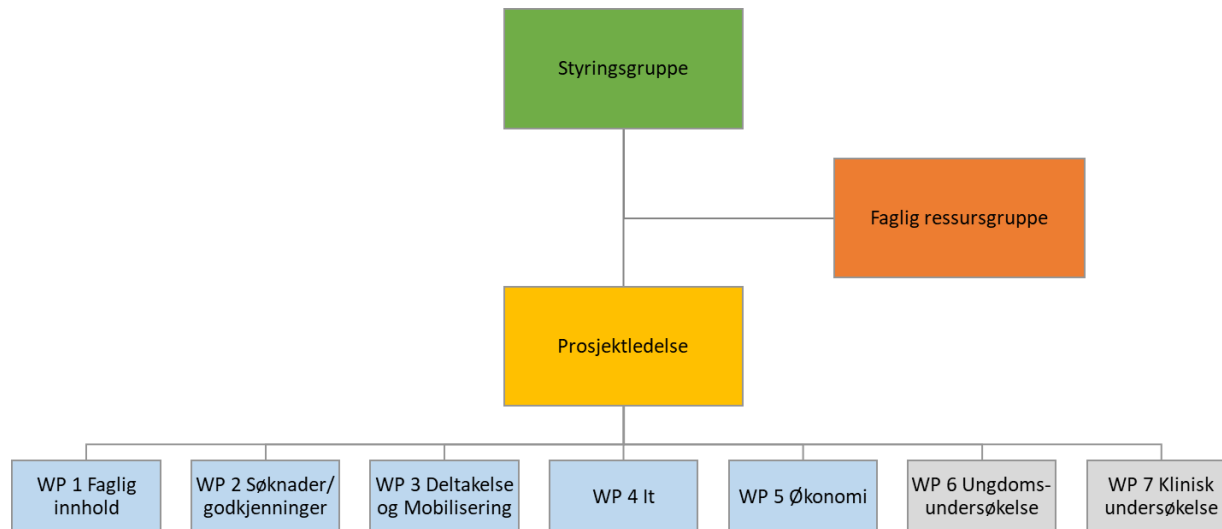 Styringsgruppe
Faglig ressursgruppe
Prosjektledelse
WP 1 Faglig
innhold
WP 2 Søknader/
godkjenninger
WP 3 Deltakelse
og Mobilisering
WP 4 It
WP 5 Økonomi
WP 6 Ungdoms-
undersøkelse
WP 7 Klinisk
undersøkelse